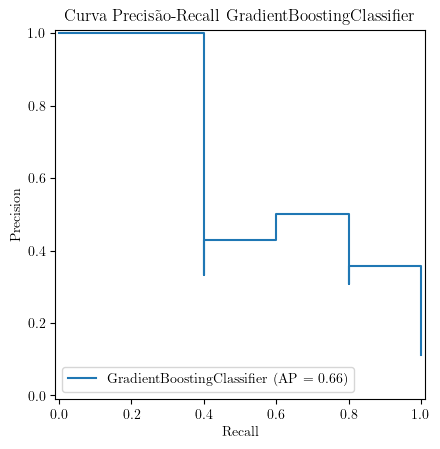 Curva Precisão-Recall GradientBoostingClassifier
1.0
0.8
0.6
0.4
0.2
0.0
Precision
GradientBoostingClassifier (AP = 0.66)
0.0 0.2 0.4 0.6 0.8 1.0
Recall